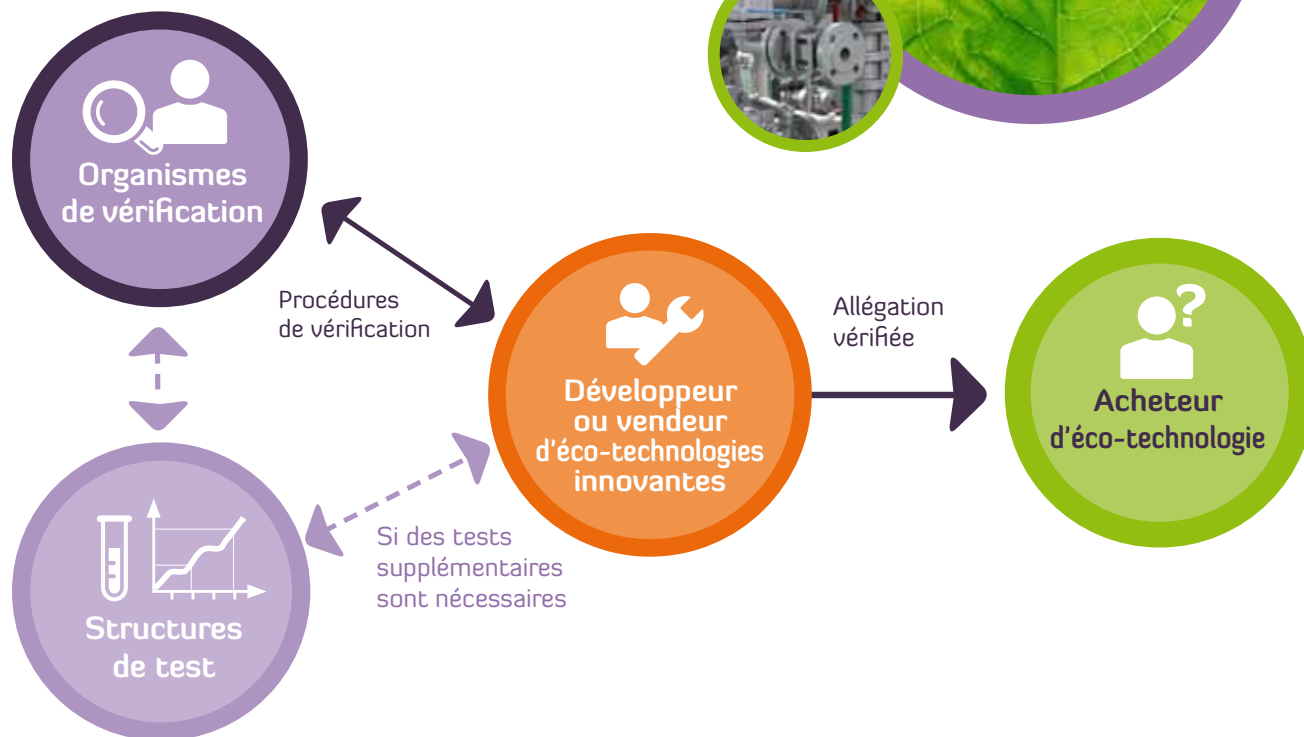 Organismes
de vérification
Procédures
de vérification
Développeur
ou vendeur
d'éco-technologies
innovantes
Allégation
vérifiée
Acheteur
d'éco-technologie
Si des tests
supplémentaires
sont nécessaires
Structures
de test